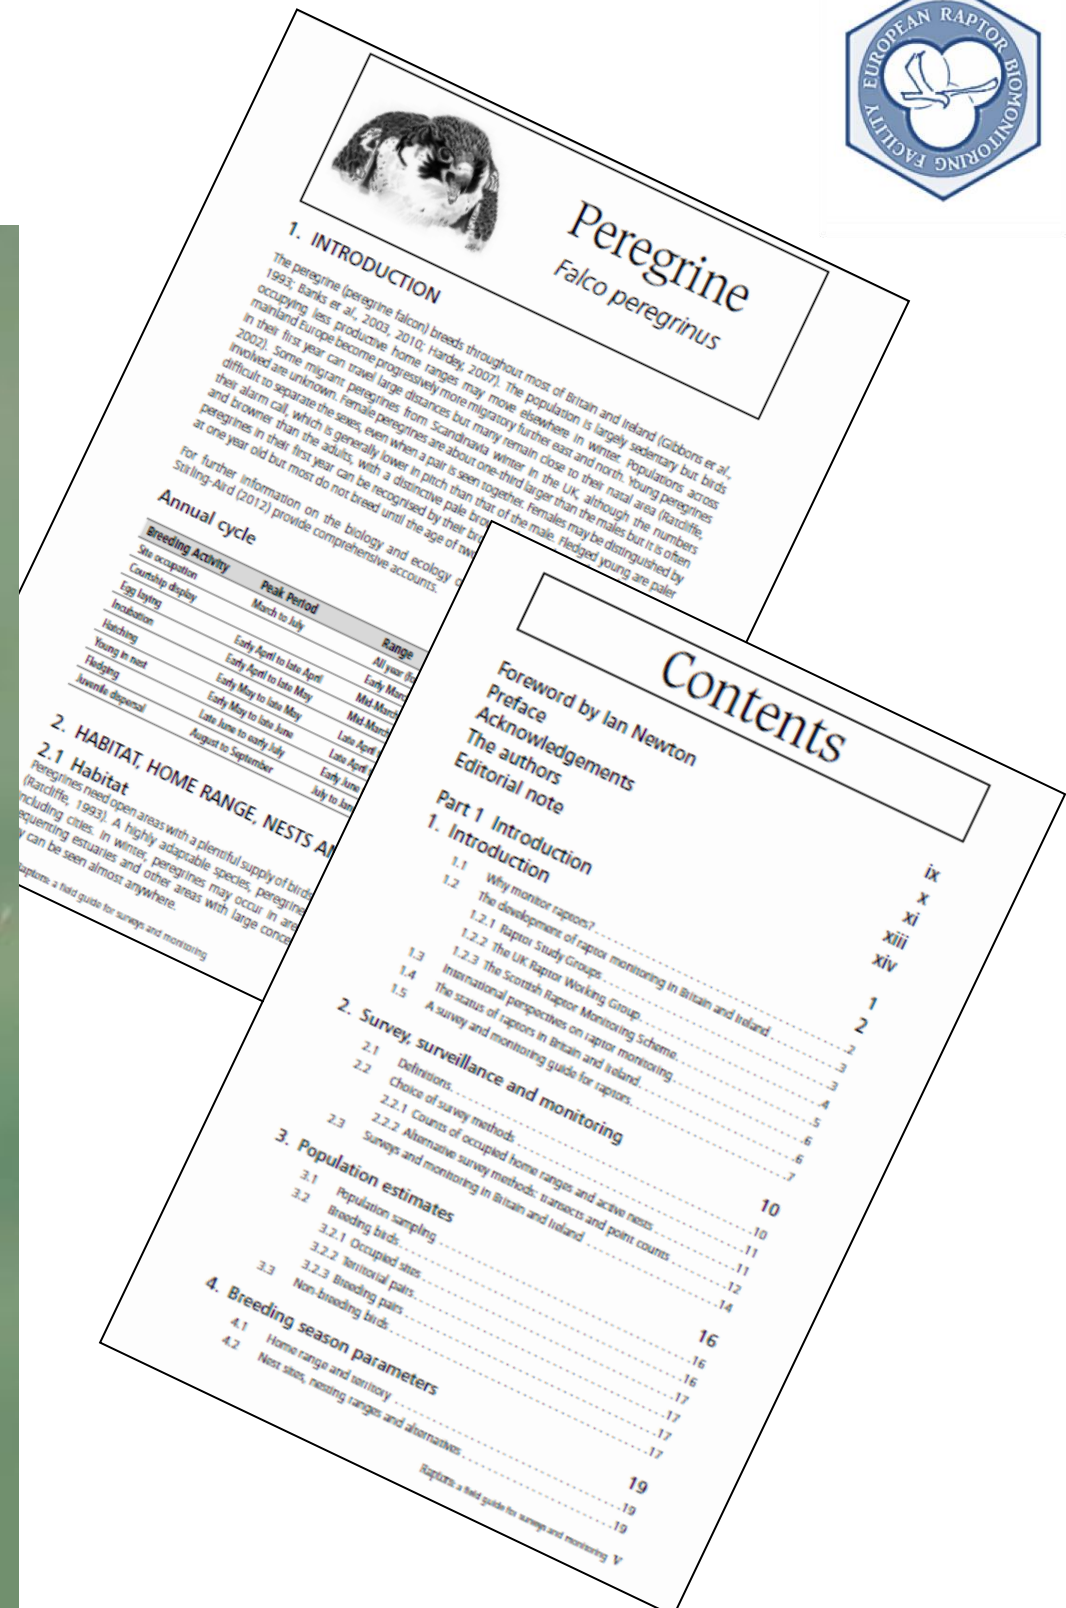 EUROPEAN RAPTOR BIOMONITORING FACILITY
Peregrine
Falco peregrinus
1. INTRODUCTION
The peregrine (peregrine falcon) breeds throughout most of Britain and Ireland (Gibbons et al.,
1993; Banks et al., 2003, 2010; Hardey, 2007). The population is largely sedentary but birds
occupying less productive home ranges may move elsewhere in winter. Populations across
mainland Europe become progressively more migratory further east and north. Young peregrines
in their first year can travel large distances but many remain close to their natal area (Ratcliffe,
2002). Some migrant peregrines from Scandinavia winter in the UK, although the numbers
involved are unknown. Female peregrines are about one-third larger than the males but it is often
difficult to separate the sexes, even when a pair is seen together. Females may be distinguished by
their alarm call, which is generally lower in pitch than that of the male. Fledged young are paler
and browner than the adults, with a distinctive pale
peregrines in their first year can be recognised by their
at one year old but most do not breed until the age of two
For further information on the biology and ecology
Stirling-Aird (2012) provide comprehensive accounts.
Annual cycle
Breeding Activity Peak Period Range
Site occupation March to July All year
Courtship display Early
Egg laying Early April to late April Mid-March
Incubation Early April to late May Mid-March
Hatching Early May to late May Late April
Young in nest Early May to late June Late April
Fledging Late June to early July Early June
Juvenile dispersal August to September July to
2. HABITAT, HOME RANGE, NESTS
2.1 Habitat
Peregrines need open areas with a plentiful supply of birds
(Ratcliffe, 1993). A highly adaptable species,
including cities. In winter, peregrines may occur in
estuaries and other areas with large
can be seen almost anywhere.
a field guide for surveys and monitoring
Contents
Foreword by Ian Newton ix
Preface x
Acknowledgements xi
The authors xiii
Editorial note xiv
Part 1 Introduction 1
1. Introduction 2
1.1 Why monitor raptors? 2
1.2 The development of raptor monitoring in Britain and Ireland 3
1.2.1 Raptor Study Groups 3
1.2.2 The UK Raptor Working Group 4
1.2.3 The Scottish Raptor Monitoring Scheme 5
1.3 International perspectives on raptor monitoring 6
1.4 The status of raptors in Britain and Ireland 6
1.5 A survey and monitoring guide for raptors 7
2. Survey, surveillance and monitoring 10
2.1 Definitions 10
2.2 Choice of survey methods 11
2.2.1 Counts of occupied home ranges and active nests 11
2.2.2 Alternative survey methods: transects and point counts 12
2.3 Surveys and monitoring in Britain and Ireland 14
3. Population estimates 16
3.1 Population sampling 16
3.2 Breeding birds 16
3.2.1 Occupied sites 17
3.2.2 Territorial pairs 17
3.2.3 Breeding pairs 17
3.3 Non-breeding birds 17
4. Breeding season parameters 19
4.1 Home range and territory 19
4.2 Nest sites, nesting ranges and alternatives 19
Raptors: a field guide for surveys and monitoring v